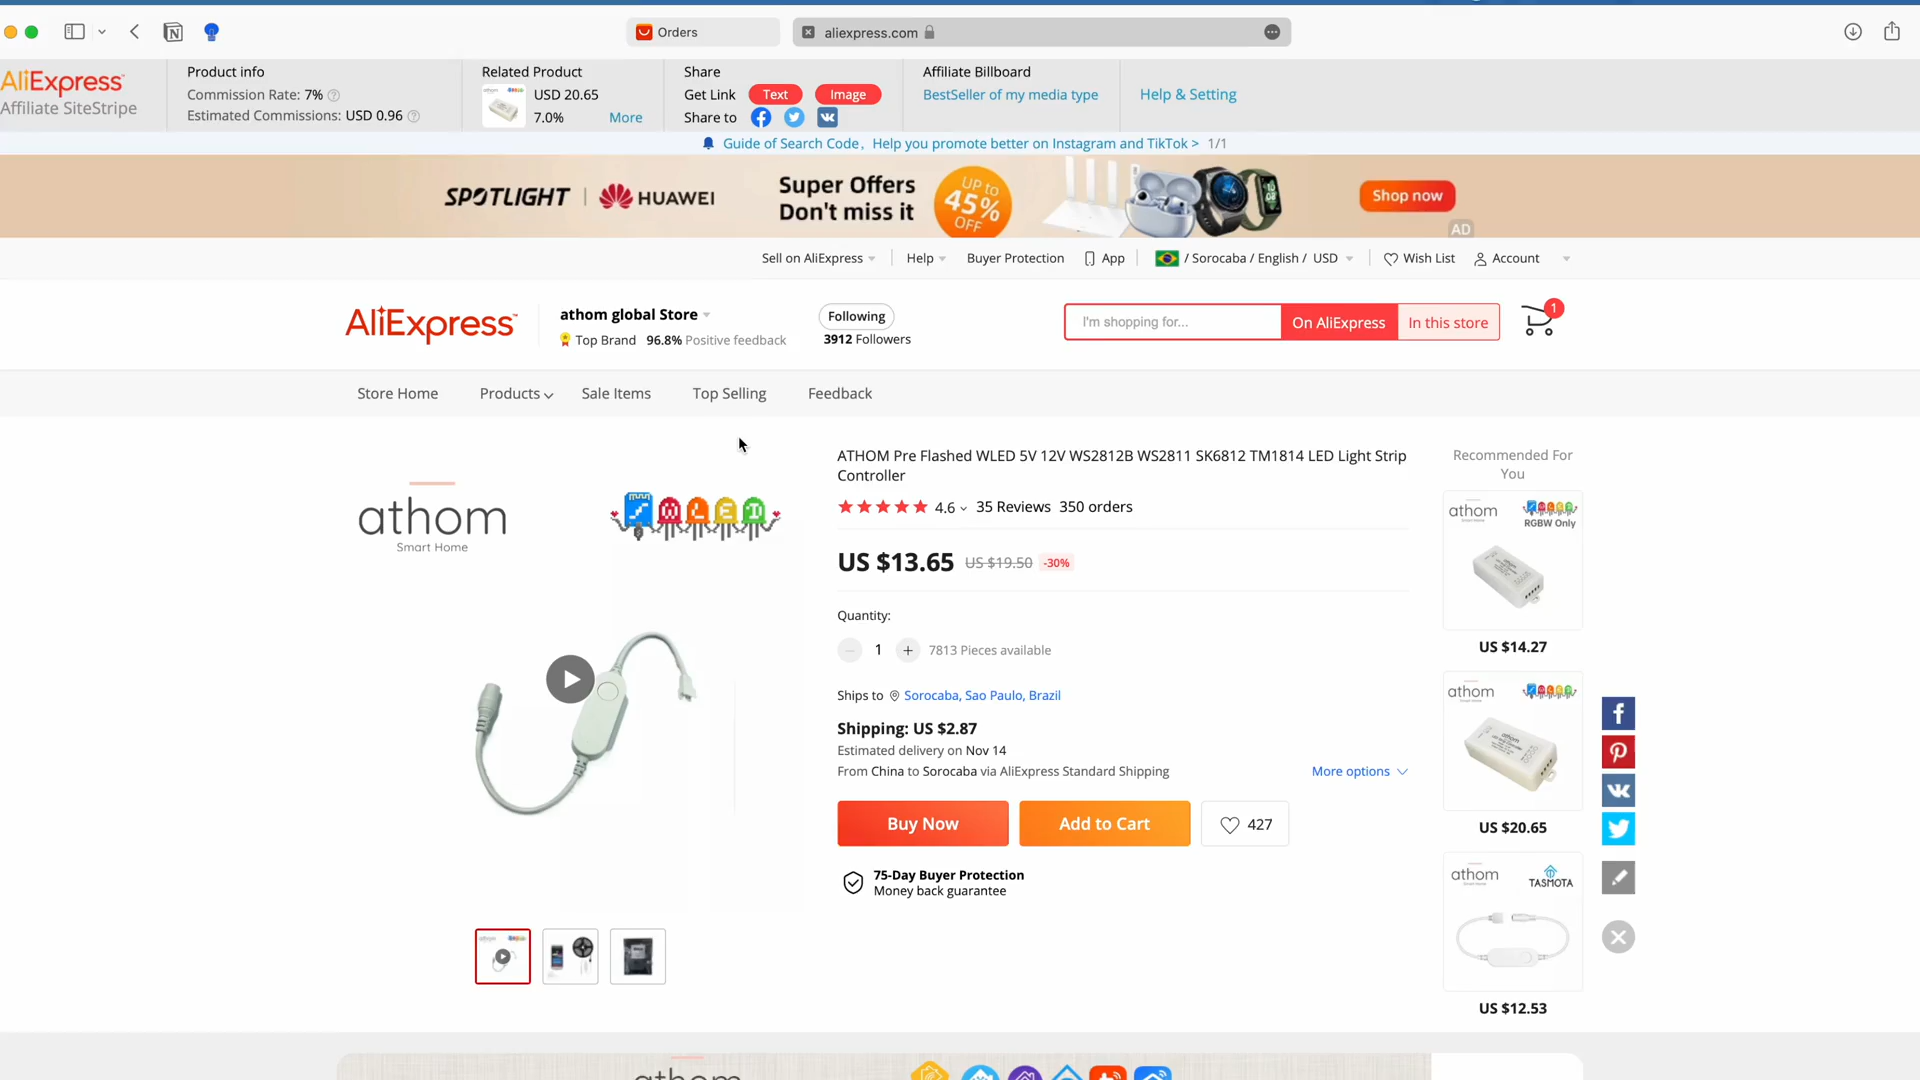 Orders
aliexpress.com
AliExpress
Affiliate SiteStripe
Product info
Commission Rate: 7%
Estimated Commissions: USD 0.96
Related Product
USD 20.65
7.0%
More
Share
Get Link Text Image
Share to
Affiliate Billboard
BestSeller of my media type
Help & Setting
Guide of Search Code, Help you promote better on Instagram and TikTok > 1/1
SPOTLIGHT | HUAWEI
Super Offers
Don't miss it
UP to
45%
OFF
Shop now
AD
Sell on AliExpress
Help
Buyer Protection
App
/ Sorocaba / English / USD
Wish List
Account
AliExpress
athom global Store
Top Brand 96.8% Positive feedback
Following
3912 Followers
I'm shopping for...
On AliExpress
In this store
1
Store Home
Products
Sale Items
Top Selling
Feedback
athom
Smart Home
WLED
ATHOM Pre Flashed WLED 5V 12V WS2812B WS2811 SK6812 TM1814 LED Light Strip
Controller
4.6 35 Reviews 350 orders
US $13.65 US $19.50 -30%
Quantity:
1 + 7813 Pieces available
Ships to Sorocaba, Sao Paulo, Brazil
Shipping: US $2.87
Estimated delivery on Nov 14
From China to Sorocaba via AliExpress Standard Shipping
More options
Buy Now
Add to Cart
427
75-Day Buyer Protection
Money back guarantee
Recommended For
You
athom
RGBW Only
US $14.27
athom
US $20.65
athom
TASMOTA
US $12.53
athom